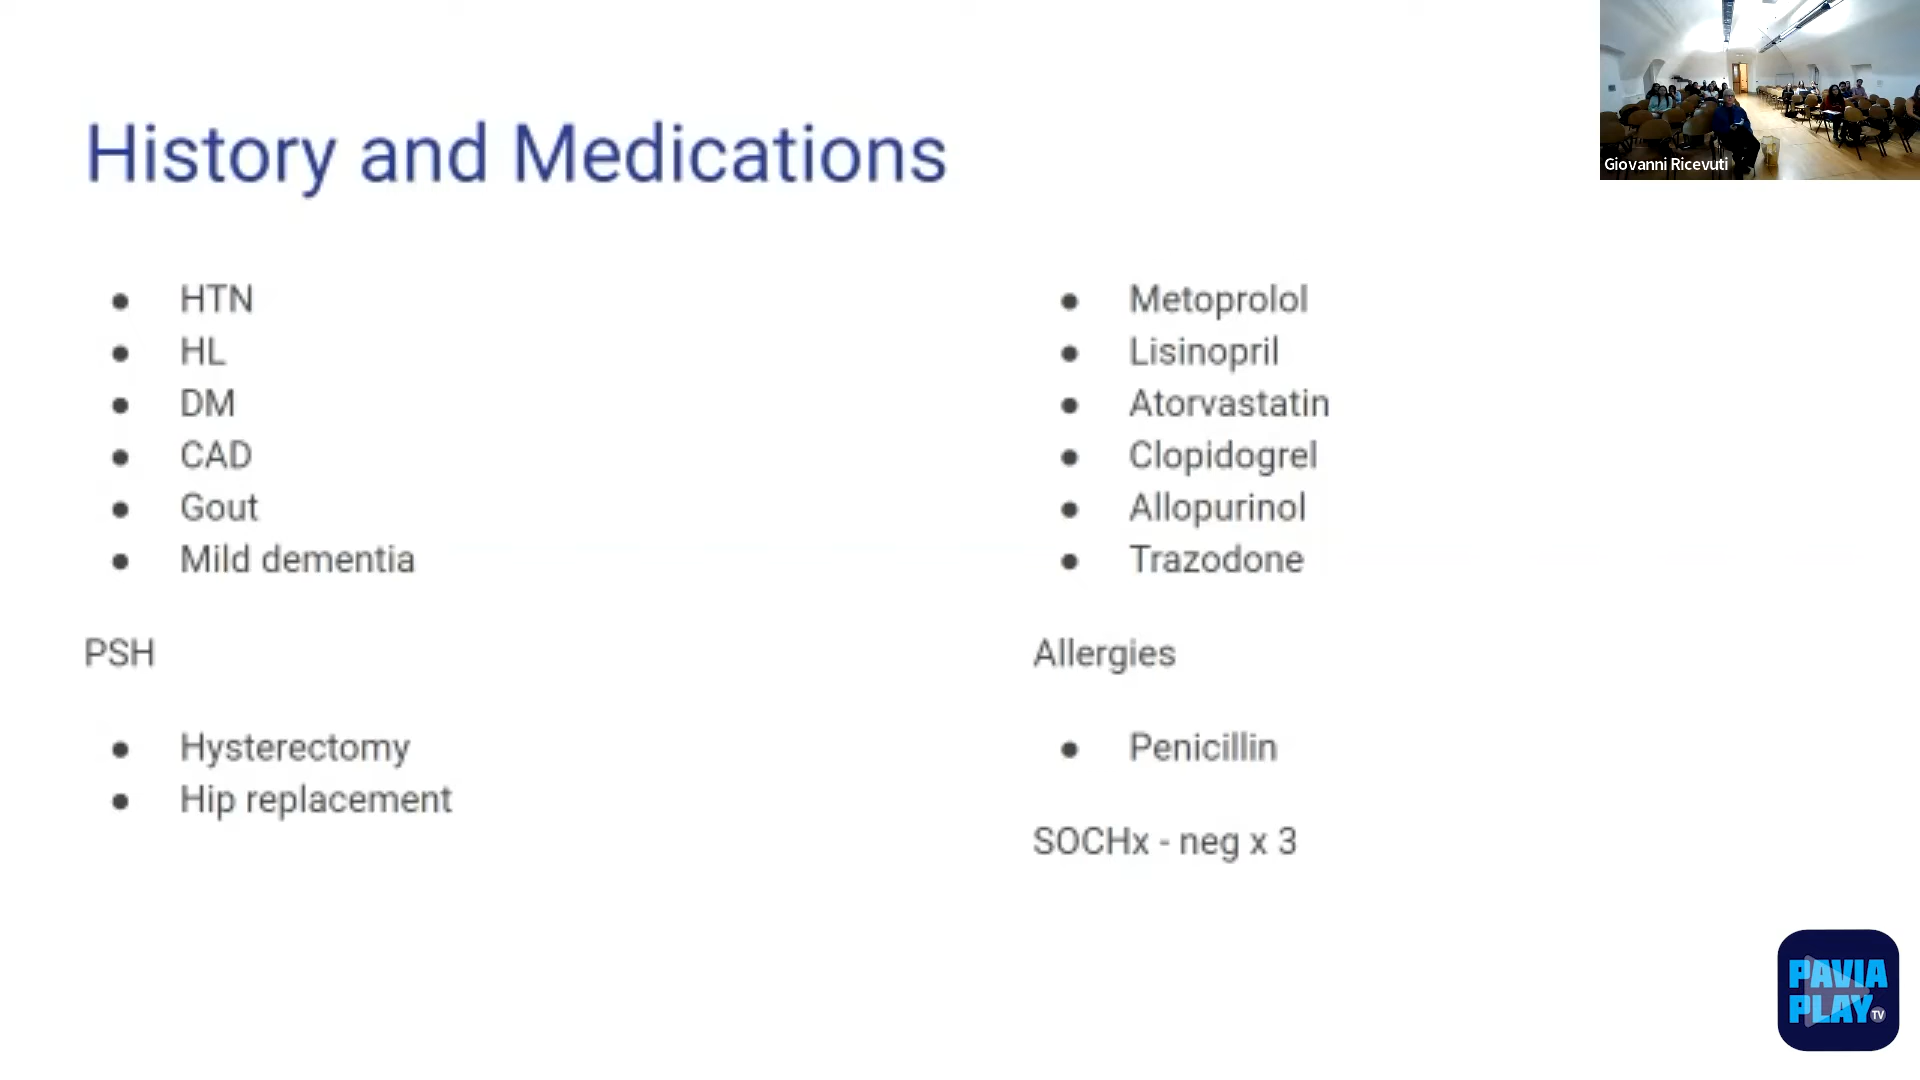 History and Medications
HTN
HL
DM
CAD
Gout
Mild dementia
PSH
Hysterectomy
Hip replacement
Metoprolol
Lisinopril
Atorvastatin
Clopidogrel
Allopurinol
Trazodone
Allergies
Penicillin
SOCHx - neg x 3
Giovanni Ricevuti
PAVIA
PLAY TV